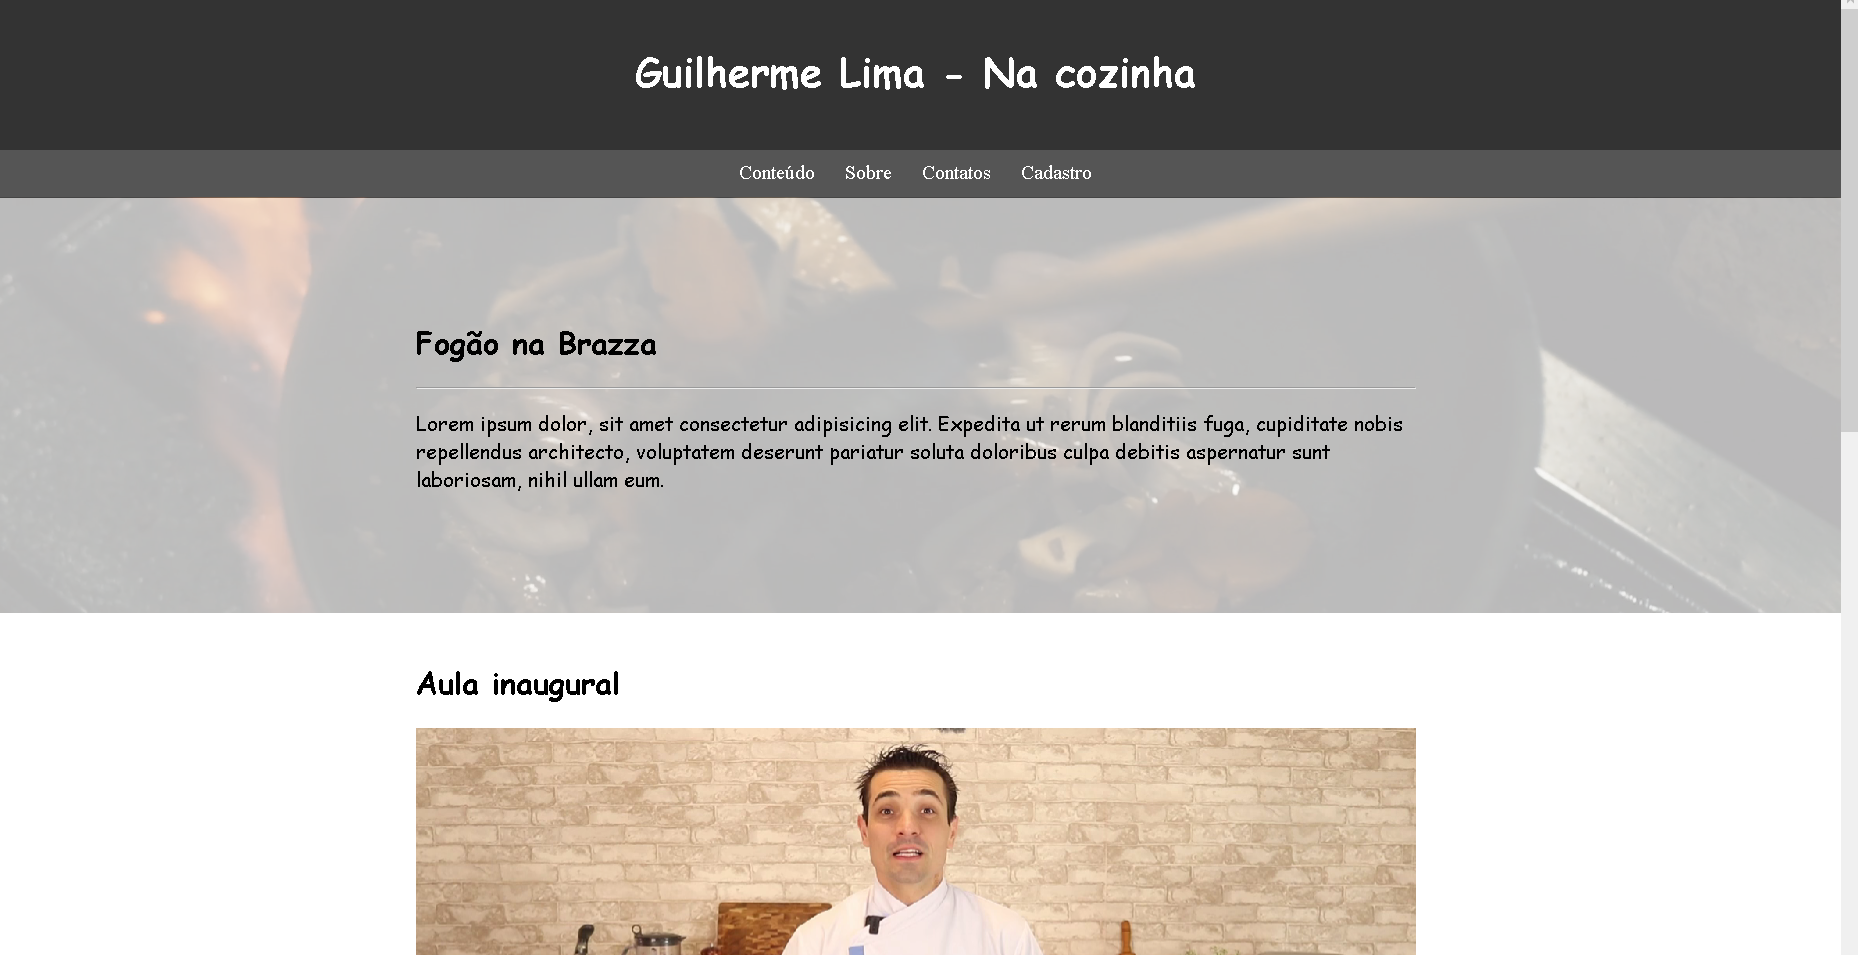 Guilherme Lima - Na cozinha
Conteúdo Sobre Contatos Cadastro
Fogão na Brazza
Lorem ipsum dolor, sit amet consectetur adipisicing elit. Expedita ut rerum blanditiis fuga, cupiditate nobis
repellendus architecto, voluptatem deserunt pariatur soluta doloribus culpa debitis aspernatur sunt
laboriosam, nihil ullam eum.
Aula inaugural